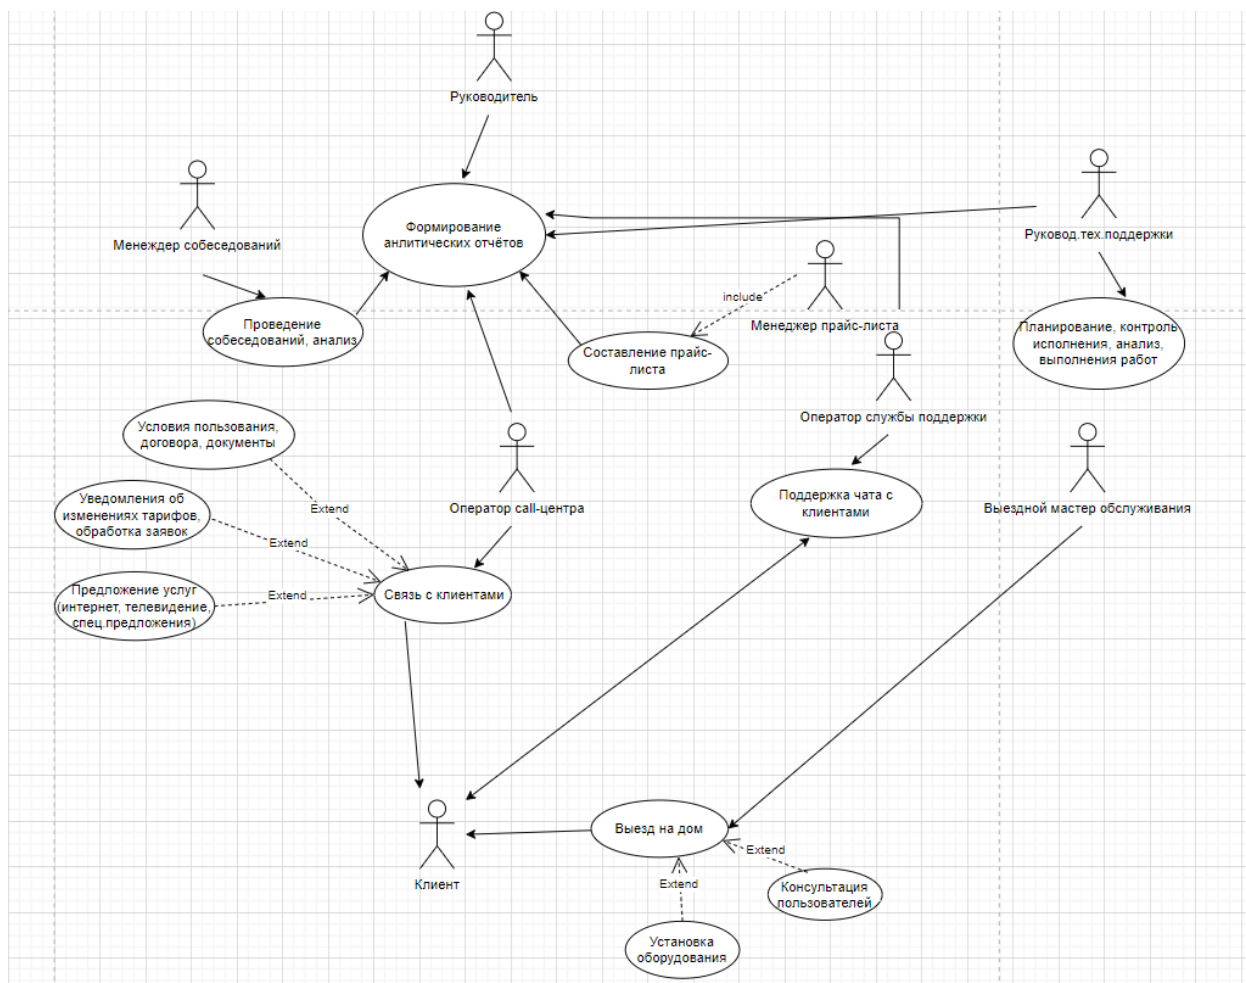 Руководитель
Менеждер собеседований
Формирование
анлитических отчётов
Руковод.тех.поддержки
include
Менеджер прайс-листа
Проведение
собеседований, анализ
Составление прайс-
листа
Планирование, контроль
исполнения, анализ,
выполнения работ
Оператор службы поддержки
Условия пользования,
договора, документы
Extend
Уведомления об
изменениях тарифов,
обработка заявок
Extend
Оператор call-центра
Поддержка чата с
клиентами
Выездной мастер обслуживания
Предложение услуг
(интернет, телевидение,
спец.предложения)
Extend
Связь с клиентами
Выезд на дом
Extend
Клиент
Extend
Консультация
пользователей
Установка
оборудования